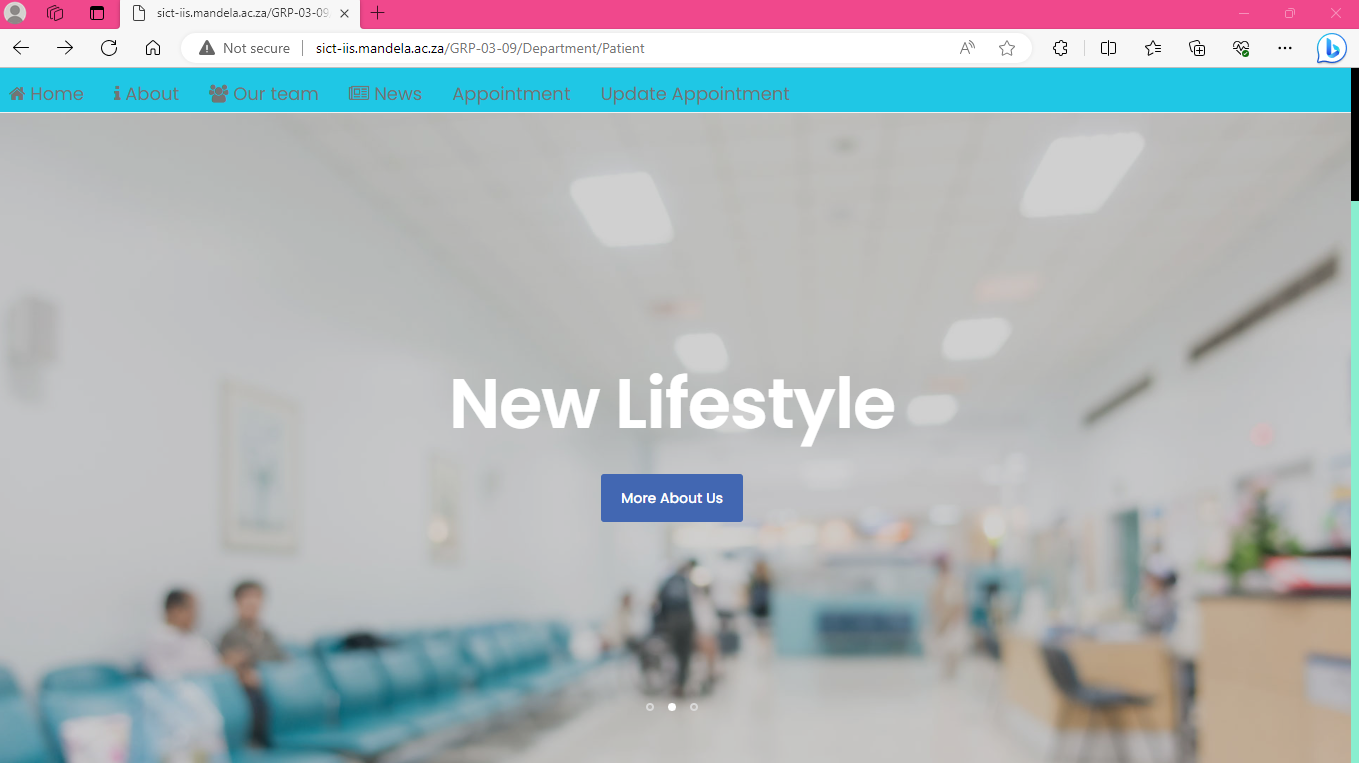 sict-iis.mandela.ac.za/GRP-03-09
Not secure sict-iis.mandela.ac.za/GRP-03-09/Department/Patient
Home About Our team News Appointment Update Appointment
New Lifestyle
More About Us